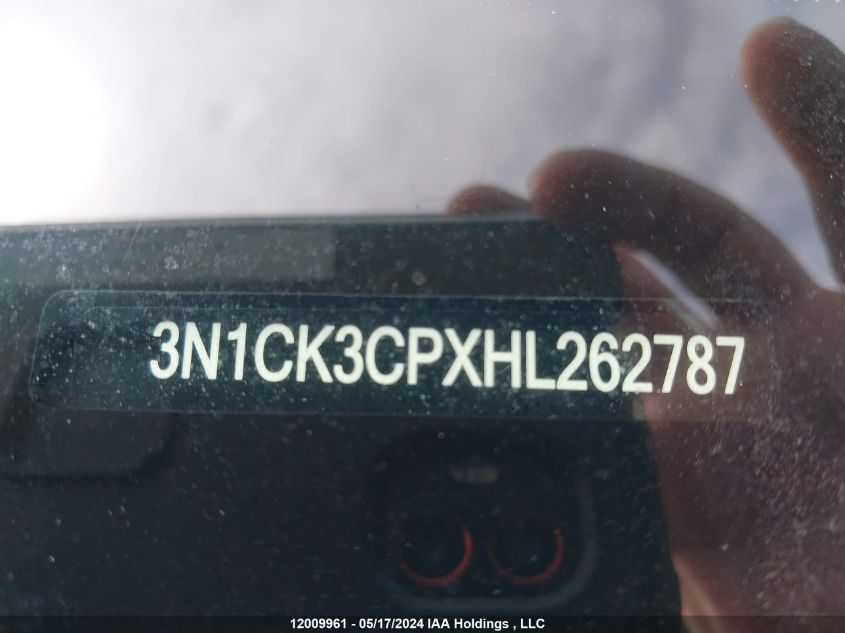 3N1CK3CPXHL262787
12009961 - 05/17/2024 IAA Holdings , LLC